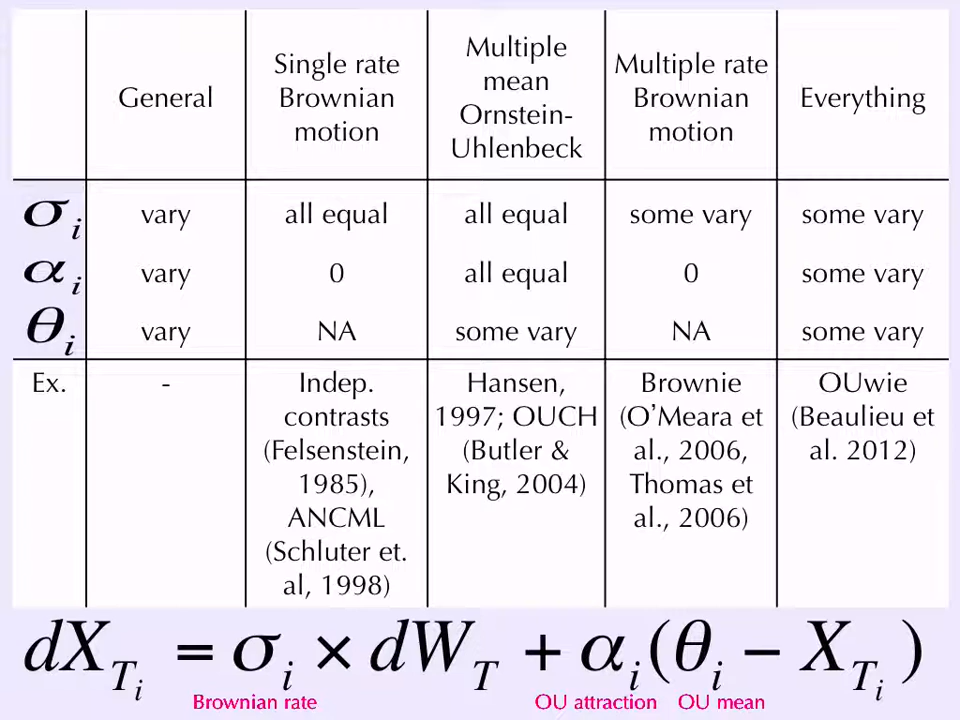 General
Single rate
Brownian
motion
Multiple
mean
Ornstein-
Uhlenbeck
Multiple rate
Brownian
motion
Everything
σi vary all equal all equal some vary some vary
αi vary 0 all equal 0 some vary
θi vary NA some vary NA some vary
Ex.
-
Indep.
contrasts
(Felsenstein,
1985),
ANCML
(Schluter et.
al, 1998)
Hansen,
1997; OUCH
(Butler &
King, 2004)
Brownie
(O’Meara et
al., 2006,
Thomas et
al., 2006)
OUwie
(Beaulieu et
al. 2012)
dXTi = σi × dWT + αi(θi − XTi)
Brownian rate OU attraction OU mean